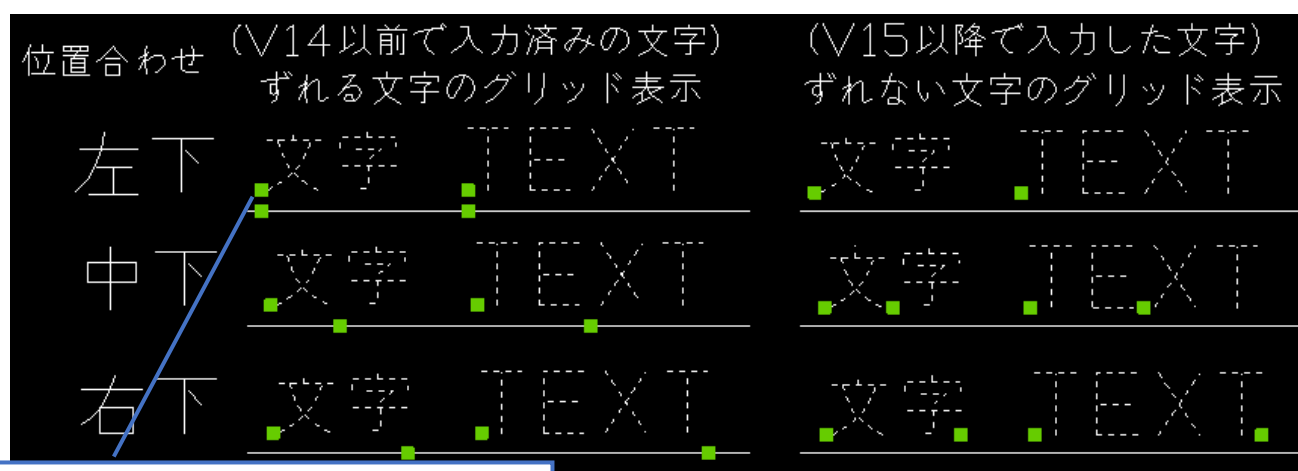 位置合わせ
(V14以前で入力済みの文字)
ずれる文字のグリッド表示
(V15以降で入力した文字)
ずれない文字のグリッド表示
左下 文字 TEXT 文字 TEXT
中下 文字 TEXT 文字 TEXT
右下 文字 TEXT 文字 TEXT